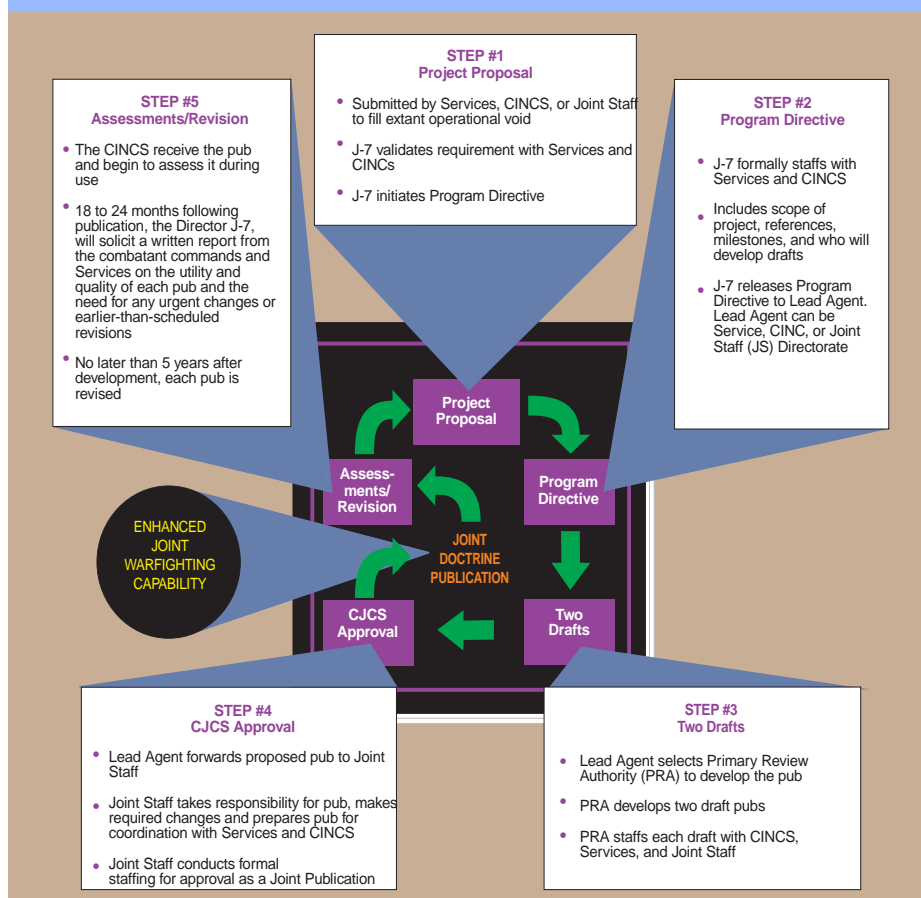 STEP #1
Project Proposal
• Submitted by Services, CINCS, or Joint Staff
to fill extant operational void
• J-7 validates requirement with Services and
CINCs
• J-7 initiates Program Directive
STEP #5
Assessments/Revision
• The CINCS receive the pub
and begin to assess it during
use
• 18 to 24 months following
publication, the Director J-7,
will solicit a written report from
the combatant commands and
Services on the utility and
quality of each pub and the
need for any urgent changes or
earlier-than-scheduled
revisions
• No later than 5 years after
development, each pub is
revised
STEP #2
Program Directive
• J-7 formally staffs with
Services and CINCS
• Includes scope of
project, references,
milestones, and who will
develop drafts
• J-7 releases Program
Directive to Lead Agent.
Lead Agent can be
Service, CINC, or Joint
Staff (JS) Directorate
Project
Proposal
Assess-
ments/
Revision
Program
Directive
ENHANCED
JOINT
WARFIGHTING
CAPABILITY
JOINT
DOCTRINE
PUBLICATION
CJCS
Approval
Two
Drafts
STEP #4
CJCS Approval
• Lead Agent forwards proposed pub to Joint
Staff
• Joint Staff takes responsibility for pub, makes
required changes and prepares pub for
coordination with Services and CINCS
• Joint Staff conducts formal
staffing for approval as a Joint Publication
STEP #3
Two Drafts
• Lead Agent selects Primary Review
Authority (PRA) to develop the pub
• PRA develops two draft pubs
• PRA staffs each draft with CINCS,
Services, and Joint Staff